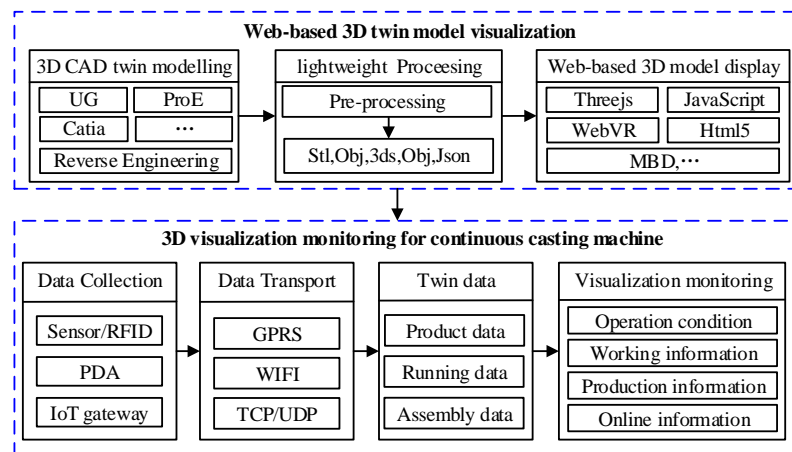 Web-based 3D twin model visualization
3D CAD twin modelling
UG
ProE
Catia
...
Reverse Engineering
lightweight Proceesing
Pre-processing
Stl,Obj,3ds,Obj,Json
Web-based 3D model display
Threejs
JavaScript
WebVR
Html5
MBD,...
3D visualization monitoring for continuous casting machine
Data Collection
Sensor/RFID
PDA
IoT gateway
Data Transport
GPRS
WIFI
TCP/UDP
Twin data
Product data
Running data
Assembly data
Visualization monitoring
Operation condition
Working information
Production information
Online information